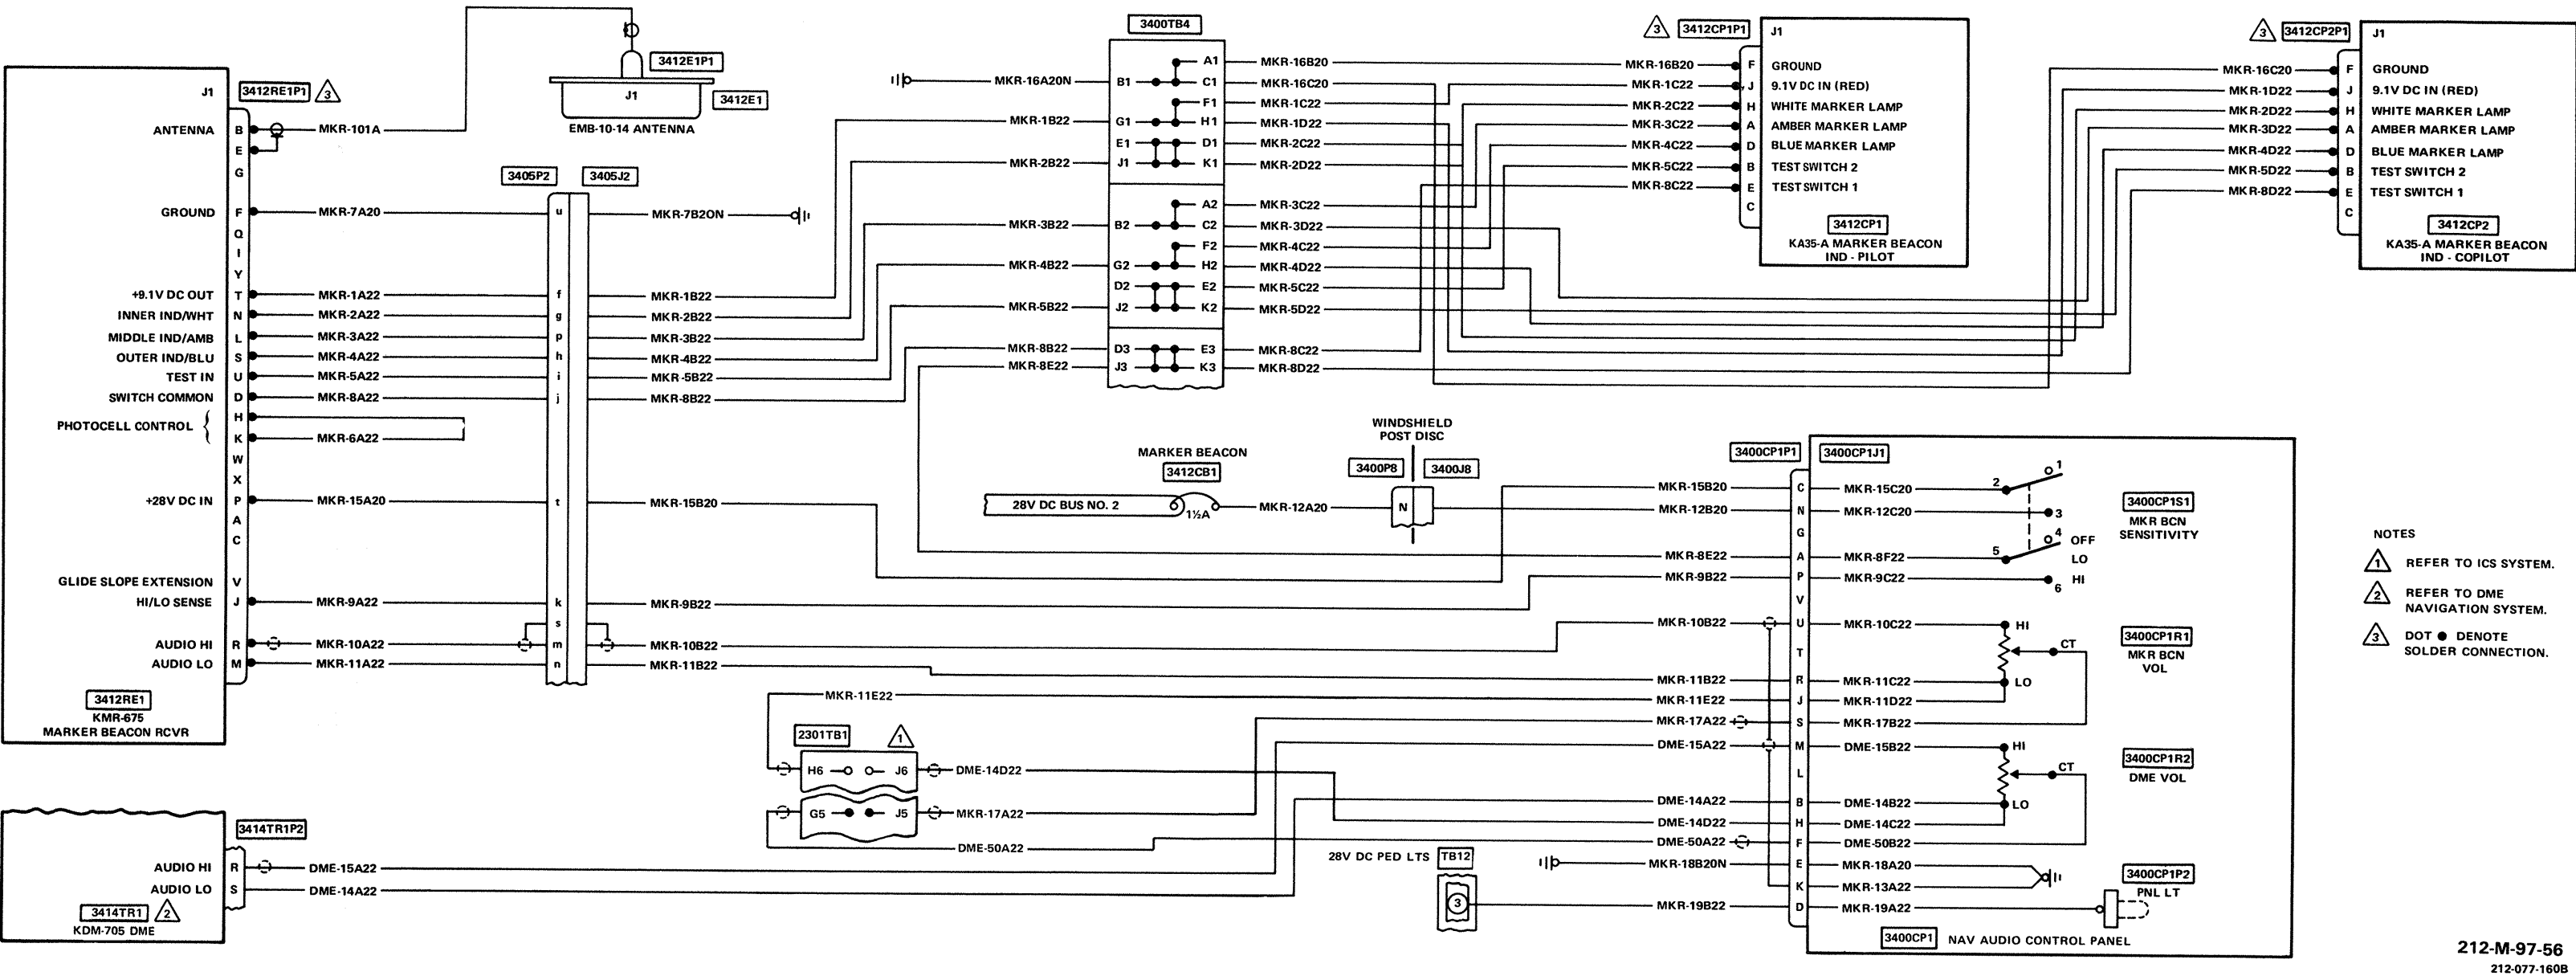 J1
3412RE1P1
3
ANTENNA B MKR-101A
E
G
GROUND F MKR-7A20
Q
I
Y
+9.1V DC OUT T MKR-1A22
INNER IND/WHT N MKR-2A22
MIDDLE IND/AMB L MKR-3A22
OUTER IND/BLU S MKR-4A22
TEST IN U MKR-5A22
SWITCH COMMON D MKR-8A22
H
PHOTOCELL CONTROL {
K MKR-6A22
W
X
+28V DC IN P MKR-15A20
A
C
GLIDE SLOPE EXTENSION V
HI/LO SENSE J MKR-9A22
AUDIO HI R MKR-10A22
AUDIO LO M MKR-11A22
3412RE1
KMR-675
MARKER BEACON RCVR
3412E1P1
J1
3412E1
EMB-10-14 ANTENNA
3405P2 3405J2
u MKR-7B20N
f MKR-1B22
g MKR-2B22
p MKR-3B22
h MKR-4B22
i MKR-5B22
j MKR-8B22
t MKR-15B20
k MKR-9B22
s
m MKR-10B22
n MKR-11B22
3400TB4
A1 MKR-16B20
MKR-16A20N B1 C1 MKR-16C20
F1 MKR-1C22
MKR-1B22 G1 H1 MKR-1D22
E1 D1 MKR-2C22
MKR-2B22 J1 K1 MKR-2D22
A2 MKR-3C22
MKR-3B22 B2 C2 MKR-3D22
F2 MKR-4C22
MKR-4B22 G2 H2 MKR-4D22
D2 E2 MKR-5C22
MKR-5B22 J2 K2 MKR-5D22
MKR-8B22 D3 E3 MKR-8C22
MKR-8E22 J3 K3 MKR-8D22
3
3412CP1P1 J1
MKR-16B20 F GROUND
MKR-1C22 J 9.1V DC IN (RED)
MKR-2C22 H WHITE MARKER LAMP
MKR-3C22 A AMBER MARKER LAMP
MKR-4C22 D BLUE MARKER LAMP
MKR-5C22 B TEST SWITCH 2
MKR-8C22 E TEST SWITCH 1
C
3412CP1
KA35-A MARKER BEACON
IND - PILOT
3
3412CP2P1 J1
MKR-16C20 F GROUND
MKR-1D22 J 9.1V DC IN (RED)
MKR-2D22 H WHITE MARKER LAMP
MKR-3D22 A AMBER MARKER LAMP
MKR-4D22 D BLUE MARKER LAMP
MKR-5D22 B TEST SWITCH 2
MKR-8D22 E TEST SWITCH 1
C
3412CP2
KA35-A MARKER BEACON
IND - COPILOT
WINDSHIELD
POST DISC
MARKER BEACON
3412CB1
3400P8 3400J8
28V DC BUS NO. 2 1½A MKR-12A20 N
3400CP1P1 3400CP1J1
MKR-15B20 C MKR-15C20 2 1
MKR-12B20 N MKR-12C20 3
G 4 OFF
MKR-8E22 A MKR-8F22 5 LO
MKR-9B22 P MKR-9C22 6 HI
V
MKR-10B22 U MKR-10C22 HI
T CT
MKR-11B22 R MKR-11C22 LO
MKR-11E22 J MKR-11D22
MKR-17A22 S MKR-17B22
DME-15A22 M DME-15B22 HI
L CT
DME-14A22 B DME-14B22 LO
DME-14D22 H DME-14C22
DME-50A22 F DME-50B22
MKR-18B20N E MKR-18A20
K MKR-13A22
MKR-19B22 D MKR-19A22
3400CP1S1
MKR BCN
SENSITIVITY
3400CP1R1
MKR BCN
VOL
3400CP1R2
DME VOL
3400CP1P2
PNL LT
3400CP1 NAV AUDIO CONTROL PANEL
MKR-11E22
2301TB1 1
H6 J6 DME-14D22
G5 J5 MKR-17A22
DME-50A22
28V DC PED LTS TB12
3
3414TR1P2
AUDIO HI R DME-15A22
AUDIO LO S DME-14A22
3414TR1 2
KDM-705 DME
NOTES
1 REFER TO ICS SYSTEM.
2 REFER TO DME
NAVIGATION SYSTEM.
3 DOT ● DENOTE
SOLDER CONNECTION.
212-M-97-56
212-077-160B